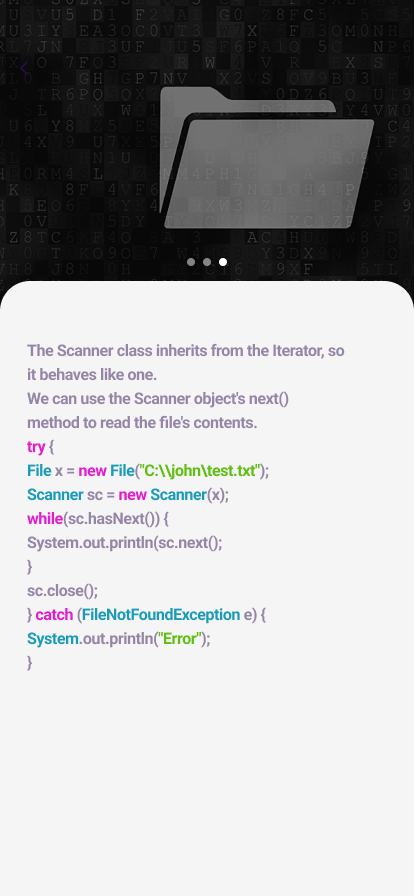 The Scanner class inherits from the Iterator, so
it behaves like one.
We can use the Scanner object's next()
method to read the file's contents.
try {
File x = new File("C:\\john\test.txt");
Scanner sc = new Scanner(x);
while(sc.hasNext()) {
System.out.println(sc.next();
}
sc.close();
} catch (FileNotFoundException e) {
System.out.println("Error");
}